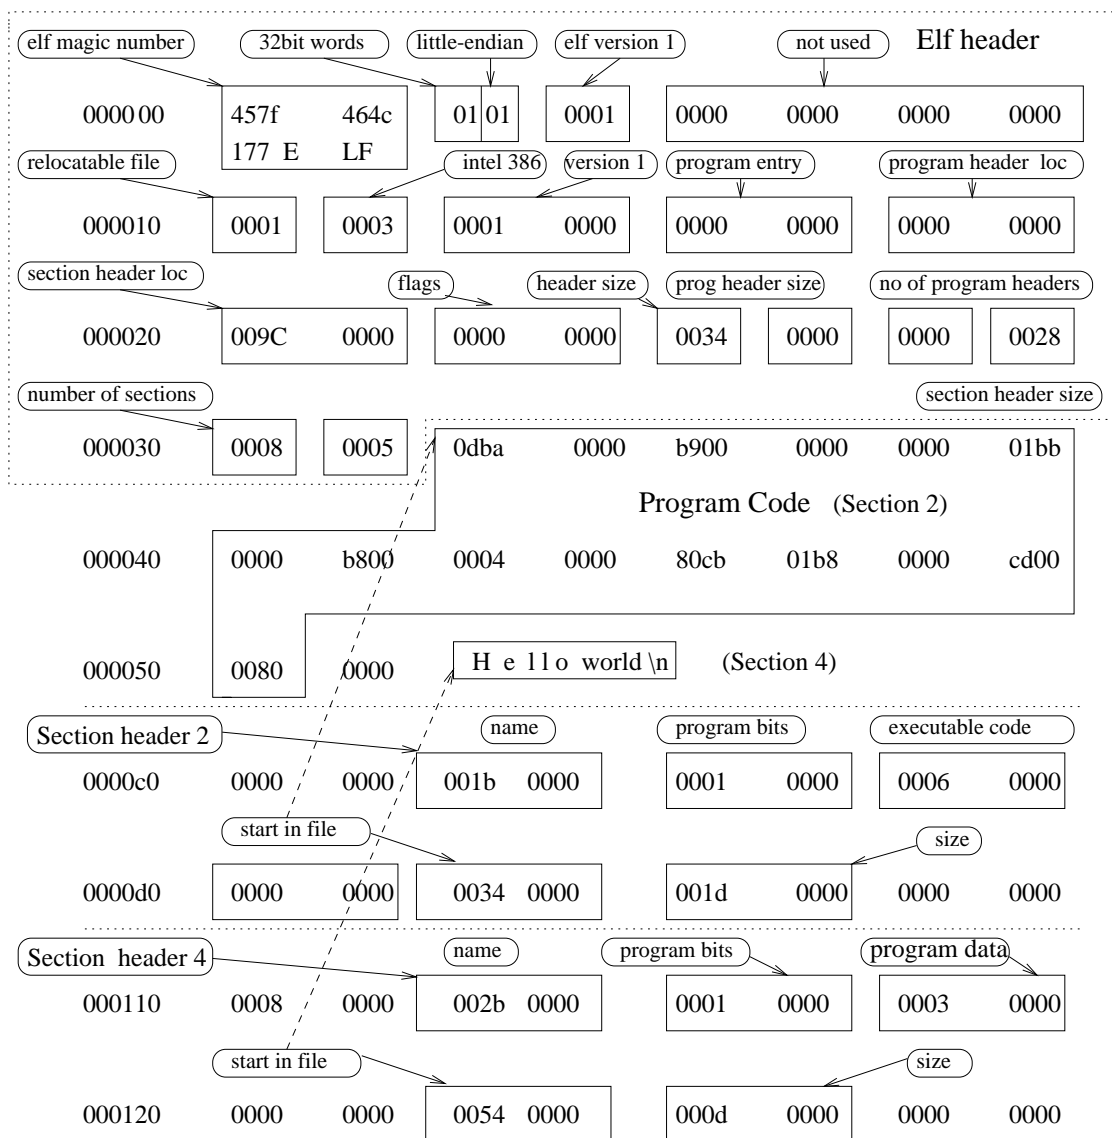 elf magic number 32bit words little-endian elf version 1 not used Elf header
000000 457f 464c 01 01 0001 0000 0000 0000 0000
177 E LF
relocatable file intel 386 version 1 program entry program header loc
000010 0001 0003 0001 0000 0000 0000 0000 0000
section header loc flags header size prog header size no of program headers
000020 009C 0000 0000 0000 0034 0000 0000 0028
number of sections section header size
000030 0008 0005 0dba 0000 b900 0000 0000 01bb
Program Code (Section 2)
000040 0000 b800 0004 0000 80cb 01b8 0000 cd00
000050 0080 0000 H e l l o world \n (Section 4)
Section header 2 name program bits executable code
0000c0 0000 0000 001b 0000 0001 0000 0006 0000
start in file size
0000d0 0000 0000 0034 0000 001d 0000 0000 0000
Section header 4 name program bits program data
000110 0008 0000 002b 0000 0001 0000 0003 0000
start in file size
000120 0000 0000 0054 0000 000d 0000 0000 0000